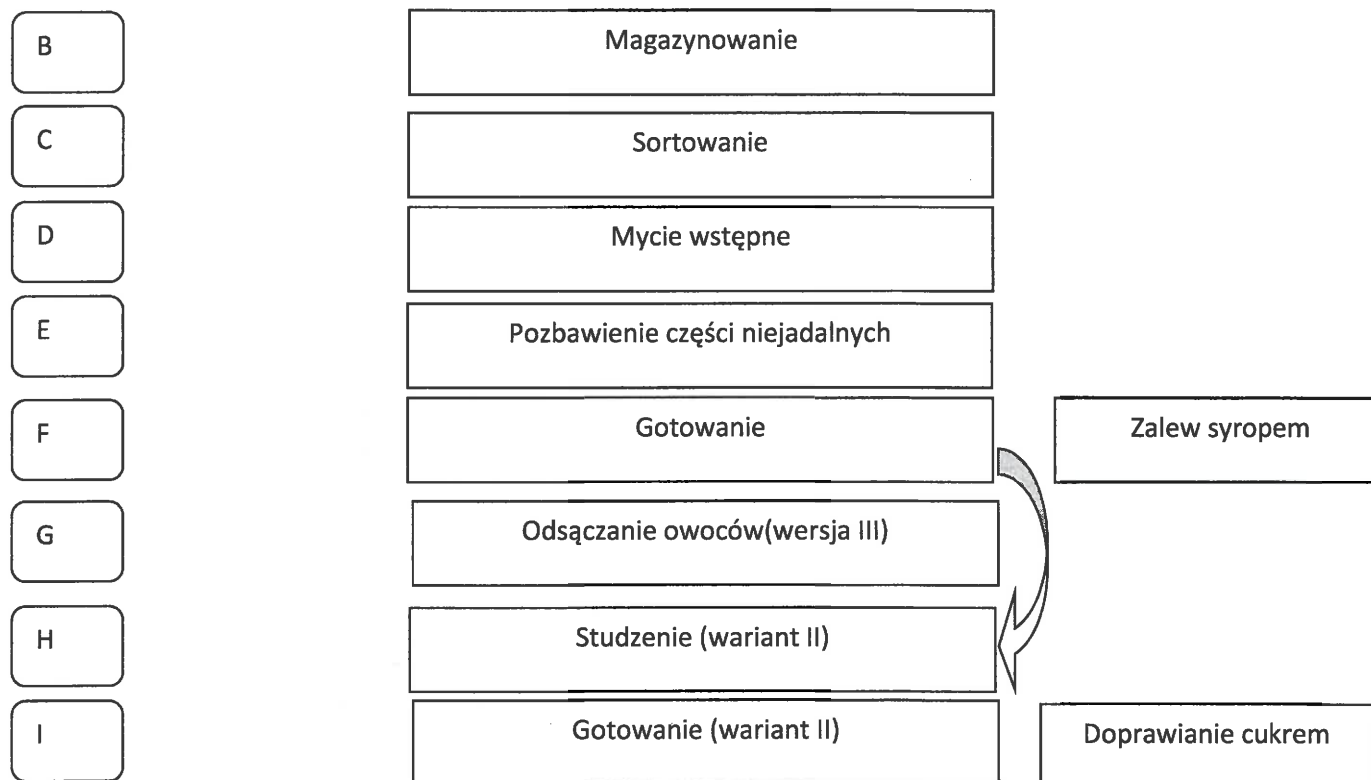 B
Magazynowanie
C
Sortowanie
D
Mycie wstępne
E
Pozbawienie części niejadalnych
F
Gotowanie
Zalew syropem
G
Odsączanie owoców(wersja III)
H
Studzenie (wariant II)
I
Gotowanie (wariant II)
Doprawianie cukrem